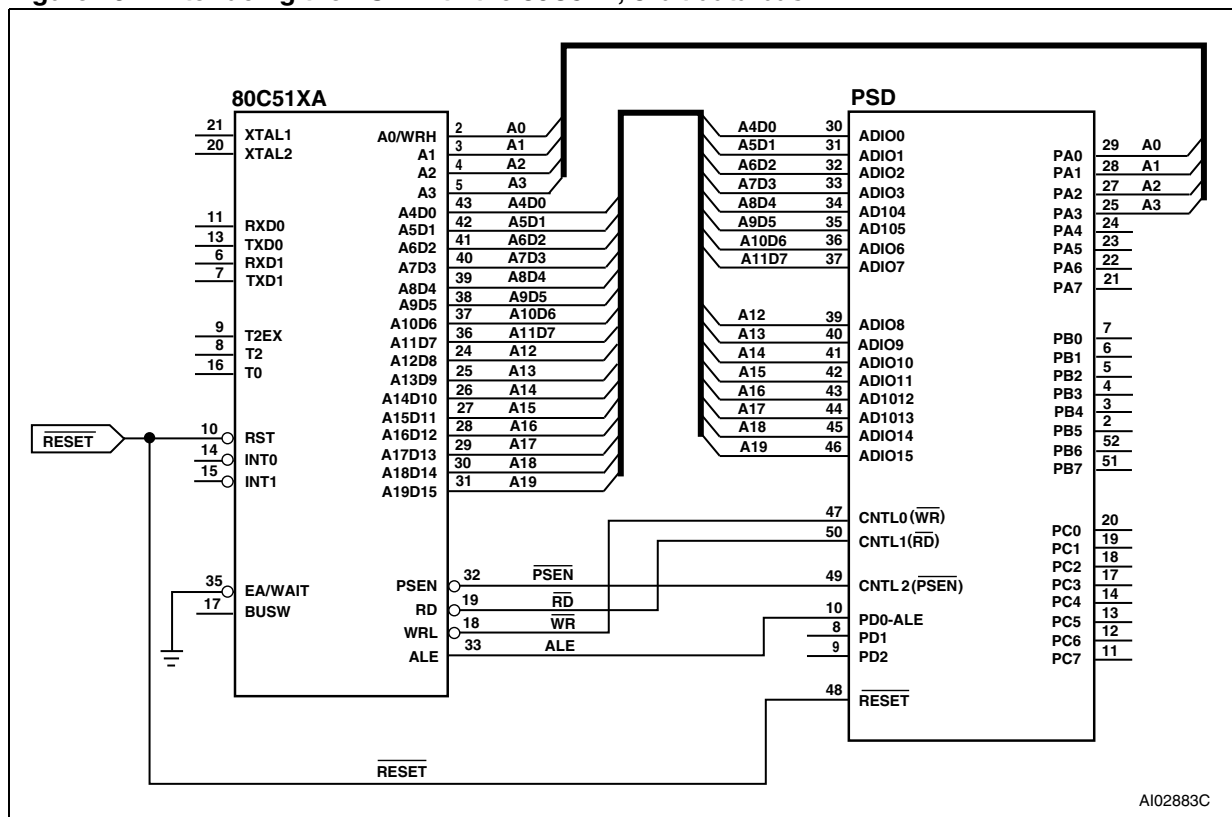 80C51XA
PSD
21 XTAL1
20 XTAL2
11 RXD0
13 TXD0
6 RXD1
7 TXD1
9 T2EX
8 T2
16 T0
RESET
10 RST
14 INT0
15 INT1
35 EA/WAIT
17 BUSW
A0/WRH 2 A0
A1 3 A1
A2 4 A2
A3 5 A3
A4D0 43 A4D0
A5D1 42 A5D1
A6D2 41 A6D2
A7D3 40 A7D3
A8D4 39 A8D4
A9D5 38 A9D5
A10D6 37 A10D6
A11D7 36 A11D7
A12D8 24 A12
A13D9 25 A13
A14D10 26 A14
A15D11 27 A15
A16D12 28 A16
A17D13 29 A17
A18D14 30 A18
A19D15 31 A19
PSEN 32 PSEN
RD 19 RD
WRL 18 WR
ALE 33 ALE
A4D0 30 ADIO0
A5D1 31 ADIO1
A6D2 32 ADIO2
A7D3 33 ADIO3
A8D4 34 AD104
A9D5 35 AD105
A10D6 36 ADIO6
A11D7 37 ADIO7
A12 39 ADIO8
A13 40 ADIO9
A14 41 ADIO10
A15 42 ADIO11
A16 43 AD1012
A17 44 AD1013
A18 45 ADIO14
A19 46 ADIO15
47 CNTL0(WR)
50 CNTL1(RD)
49 CNTL2(PSEN)
10 PD0-ALE
8 PD1
9 PD2
48 RESET
PA0 29 A0
PA1 28 A1
PA2 27 A2
PA3 25 A3
PA4 24
PA5 23
PA6 22
PA7 21
PB0 7
PB1 6
PB2 5
PB3 4
PB4 3
PB5 2
PB6 52
PB7 51
PC0 20
PC1 19
PC2 18
PC3 17
PC4 14
PC5 13
PC6 12
PC7 11
RESET
AI02883C